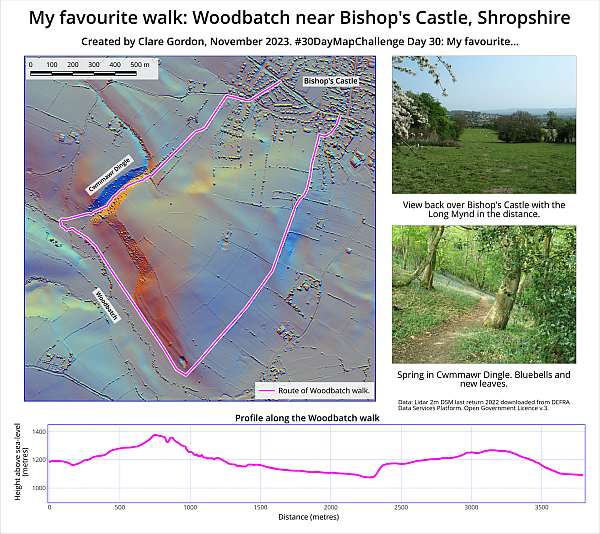 My favourite walk: Woodbatch near Bishop's Castle, Shropshire
Created by Clare Gordon, November 2023. #30DayMapChallenge Day 30: My favourite...
0 100 200 300 400 500 m
Bishop's Castle
Cwmmawr Dingle
Woodbatch
Route of Woodbatch walk.
View back over Bishop's Castle with the
Long Mynd in the distance.
Spring in Cwmmawr Dingle. Bluebells and
new leaves.
Data: Lidar 2m DSM last return 2022 downloaded from DEFRA
Data Services Platform. Open Government Licence v.3.
Profile along the Woodbatch walk
Height above sea-level
(metres)
1400
1200
1000
0 500 1000 1500 2000 2500 3000 3500
Distance (metres)